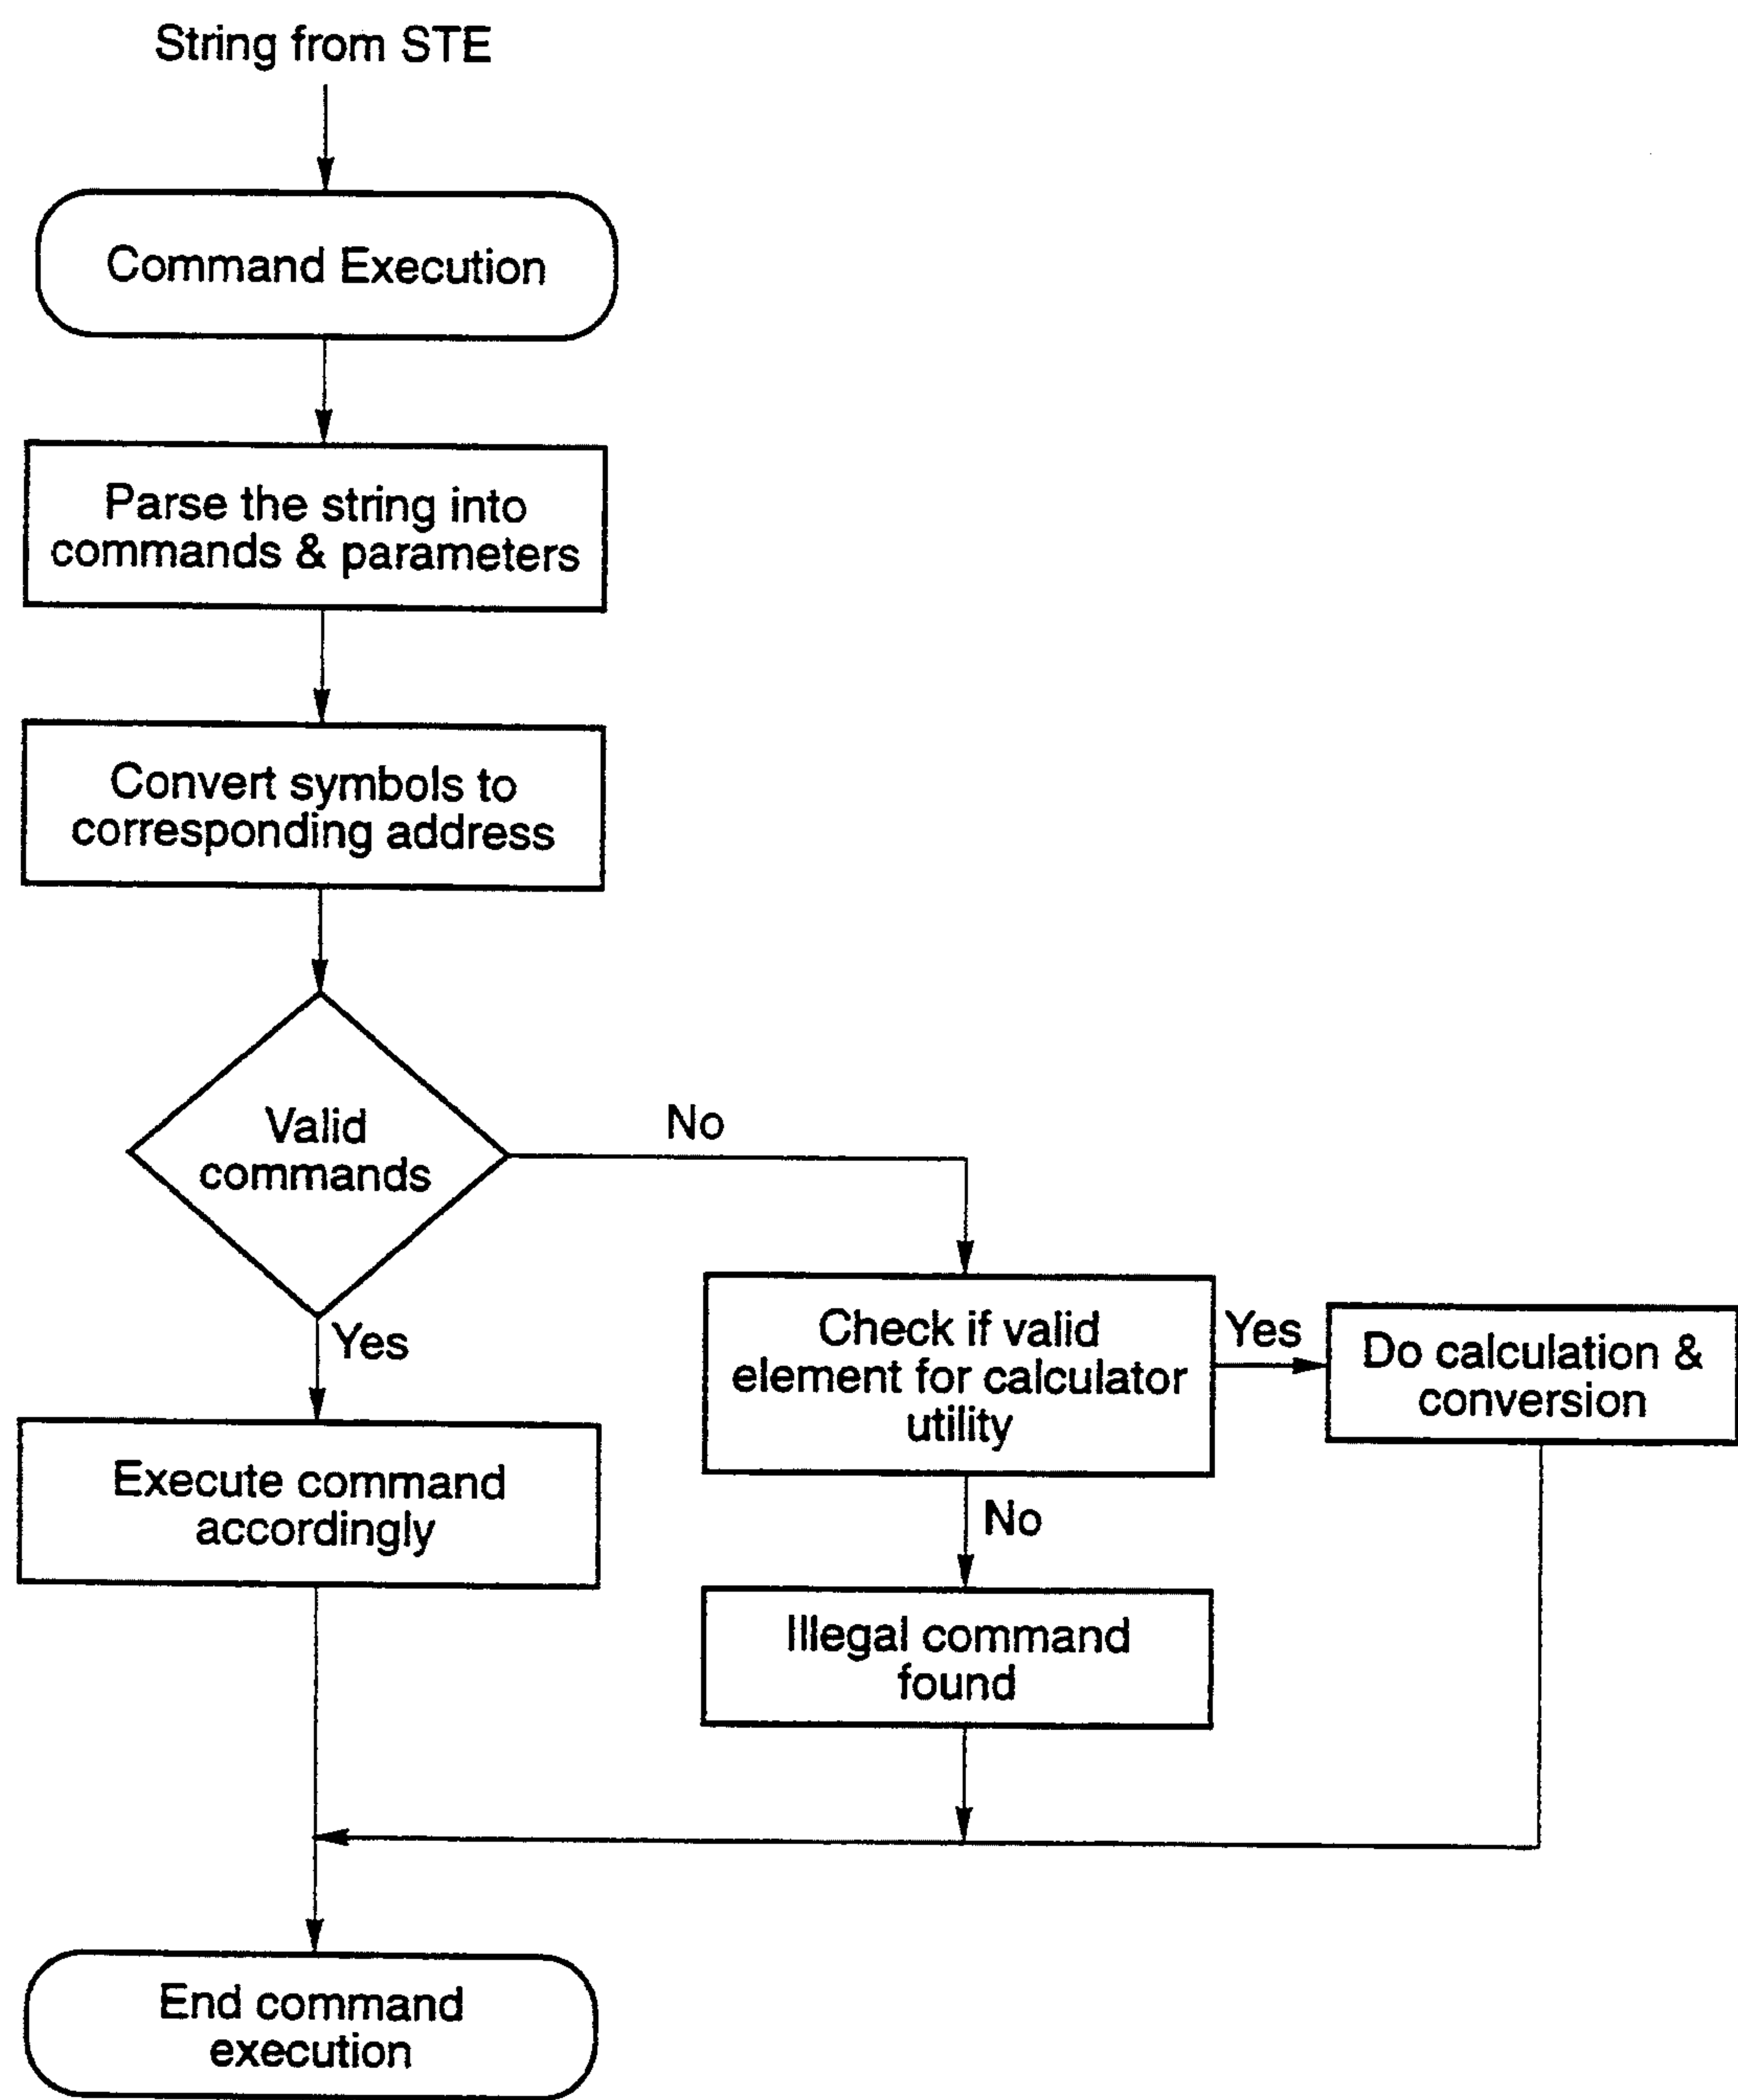 String from STE
Command Execution
Parse the string into
commands & parameters
Convert symbols to
corresponding address
Valid
commands
No
Yes
Check if valid
element for calculator
utility
Yes
Do calculation &
conversion
Execute command
accordingly
No
Illegal command
found
End command
execution